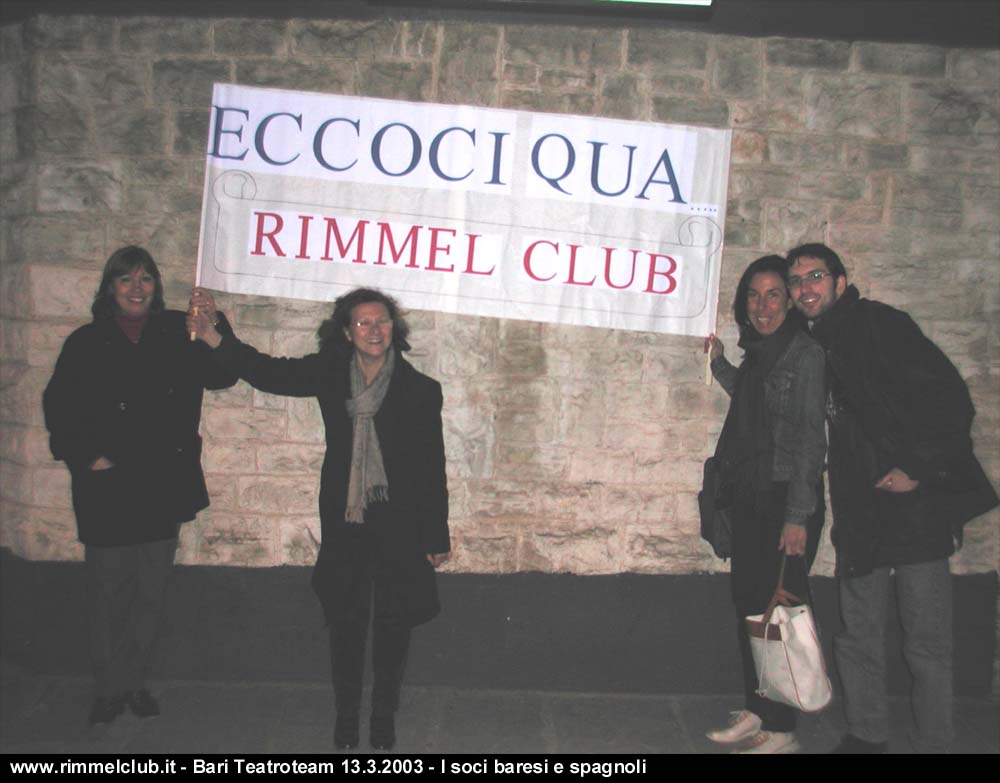 ECCOCI QUA.....
RIMMEL CLUB
www.rimmelclub.it - Bari Teatroteam 13.3.2003 - I soci baresi e spagnoli